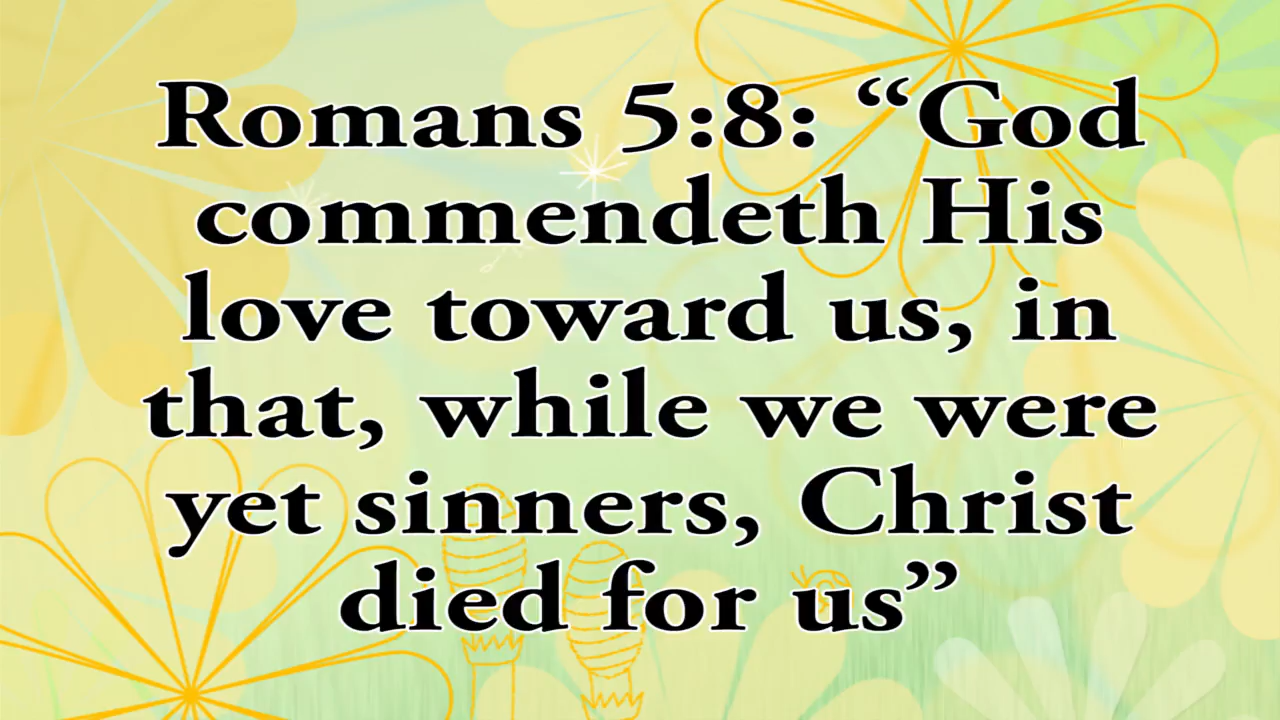 Romans 5:8: “God
commendeth His
love toward us, in
that, while we were
yet sinners, Christ
died for us”